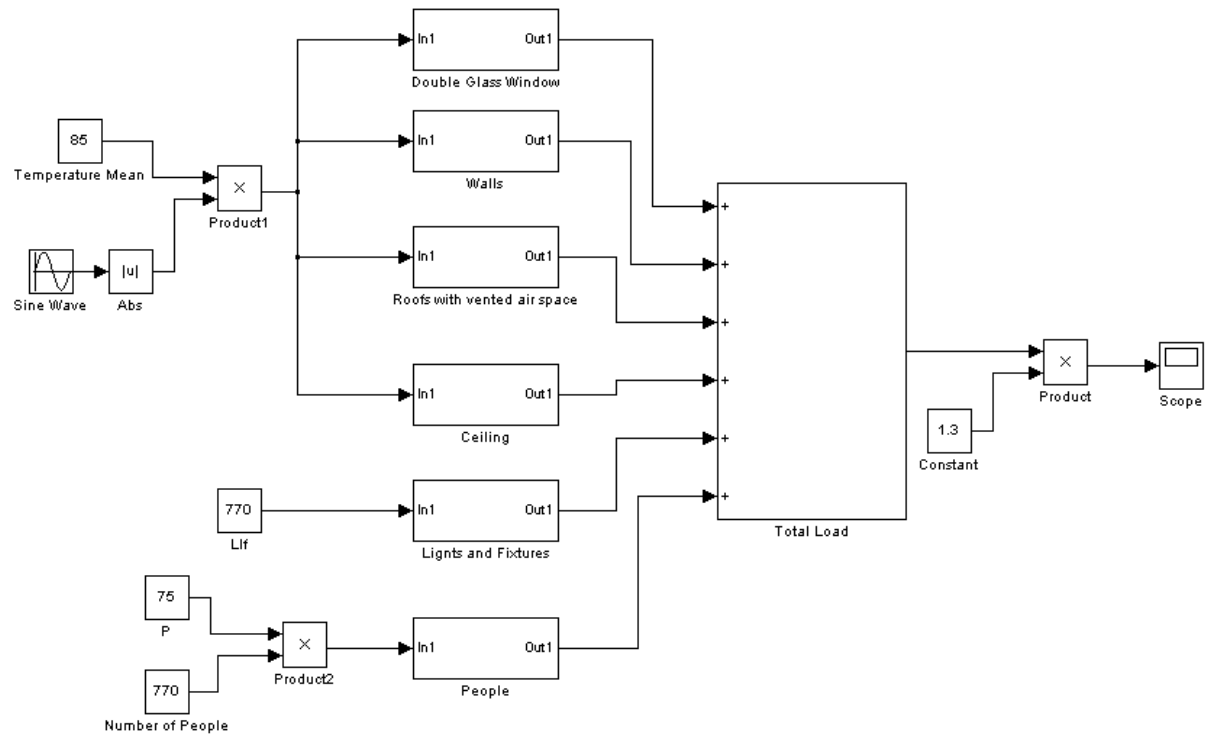 In1 Out1
Double Glass Window
85
Temperature Mean
In1 Out1
Walls
×
Product1
+
Sine Wave
|u|
Abs
In1 Out1
Roofs with vented air space
+
+
+
+
+
Total Load
In1 Out1
Ceiling
×
Product
Scope
1.3
Constant
770
Llf
In1 Out1
Lignts and Fixtures
75
P
×
Product2
770
Number of People
In1 Out1
People